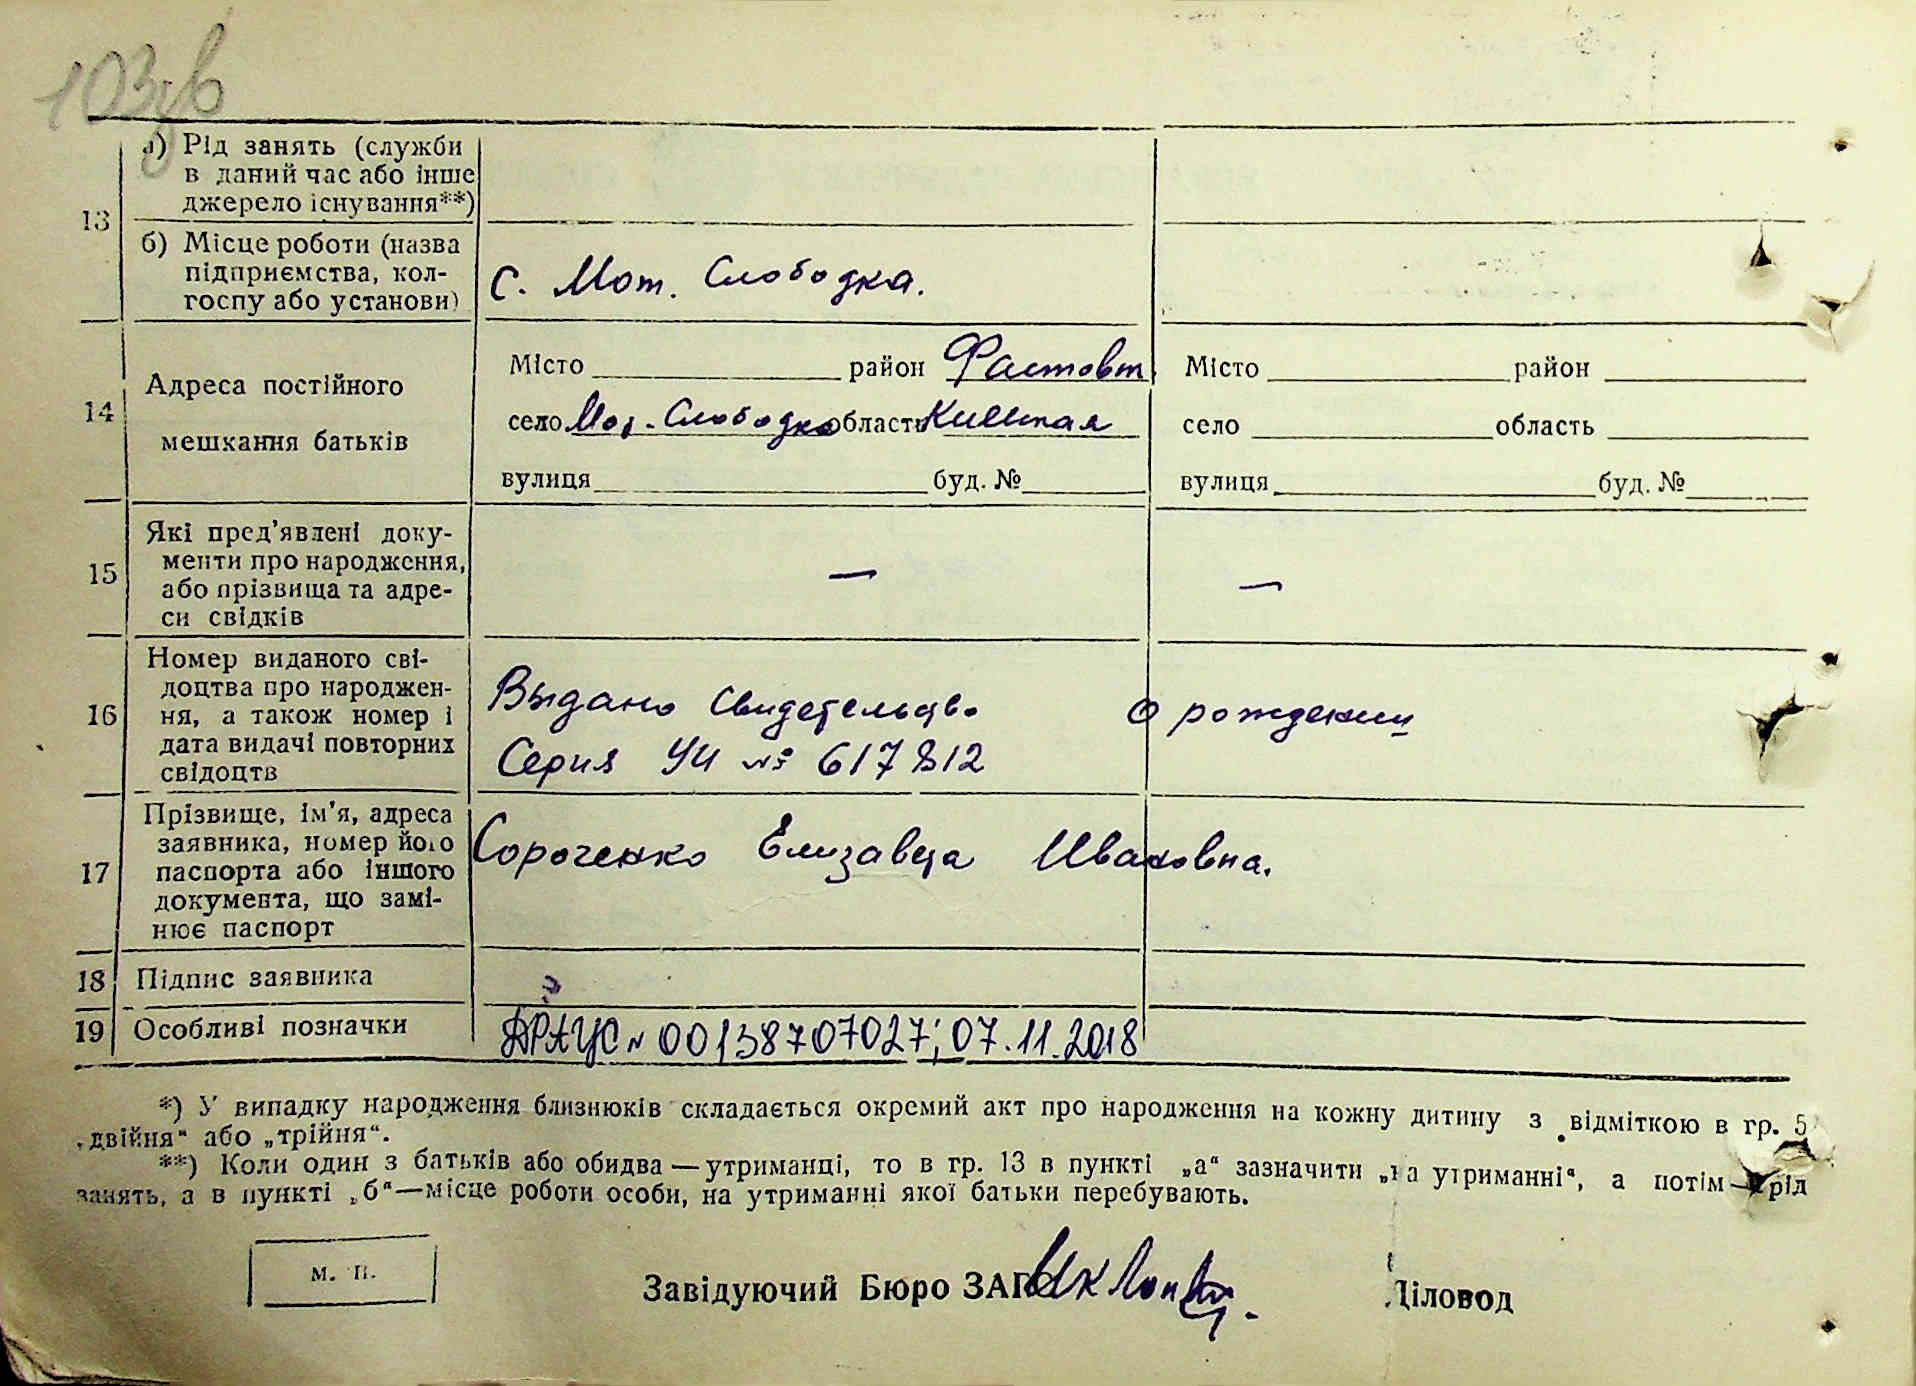 103зв
13
а) Рід занять (служби
в даний час або інше
джерело існування**)
б) Місце роботи (назва
підприємства, кол-
госпу або установи)
с. Мот. Слободка.
14
Адреса постійного
мешкання батьків
Місто район Фастовт
село Мот. Слободка область Киевская
вулиця буд. №
Місто район
село область
вулиця буд. №
15
Які пред’явлені доку-
менти про народження,
або прізвища та адре-
си свідків
—
—
16
Номер виданого сві-
доцтва про народжен-
ня, а також номер і
дата видачі повторних
свідоцтв
Выдано свидетельство о рождении
Серия УЧ № 617812
17
Прізвище, ім’я, адреса
заявника, номер його
паспорта або іншого
документа, що замі-
нює паспорт
Сороченко Елизавета Ивановна.
18 Підпис заявника
19 Особливі позначки
ДРАЦС № 00138707027; 07.11.2018
*) У випадку народження близнюків складається окремий акт про народження на кожну дитину з відміткою в гр. 5
„двійня“ або „трійня“.
**) Коли один з батьків або обидва — утриманці, то в гр. 13 в пункті „а“ зазначити „на утриманні“, а потім — рід
занять, а в пункті „б“—місце роботи особи, на утриманні якої батьки перебувають.
М. П.
Завідуючий Бюро ЗАГС
Діловод